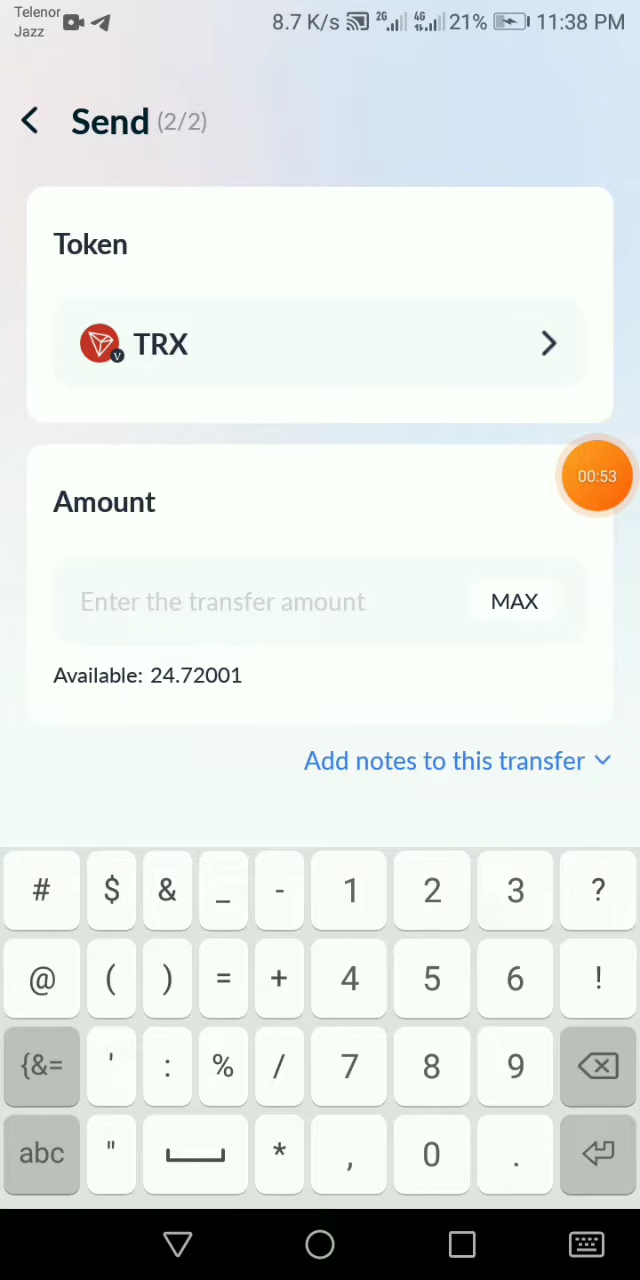 Telenor
Jazz
8.7 K/s 2G 4G 21% 11:38 PM
Send (2/2)
Token
V TRX
00:53
Amount
Enter the transfer amount MAX
Available: 24.72001
Add notes to this transfer
# $ & _ - 1 2 3 ?
@ ( ) = + 4 5 6 !
{&= ' : % / 7 8 9
abc " * , 0 .